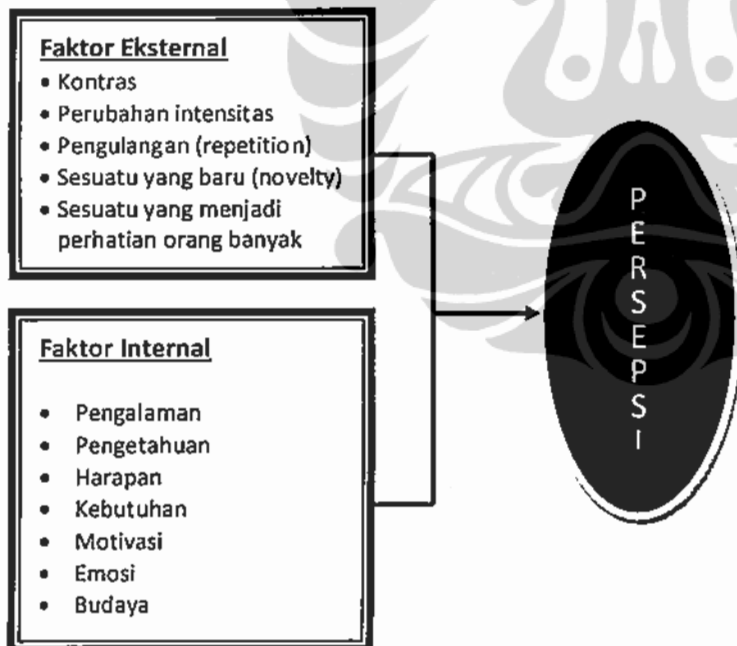 Faktor Eksternal
• Kontras
• Perubahan intensitas
• Pengulangan (repetition)
• Sesuatu yang baru (novelty)
• Sesuatu yang menjadi
perhatian orang banyak
Faktor Internal
• Pengalaman
• Pengetahuan
• Harapan
• Kebutuhan
• Motivasi
• Emosi
• Budaya
P
E
R
S
E
P
S
I